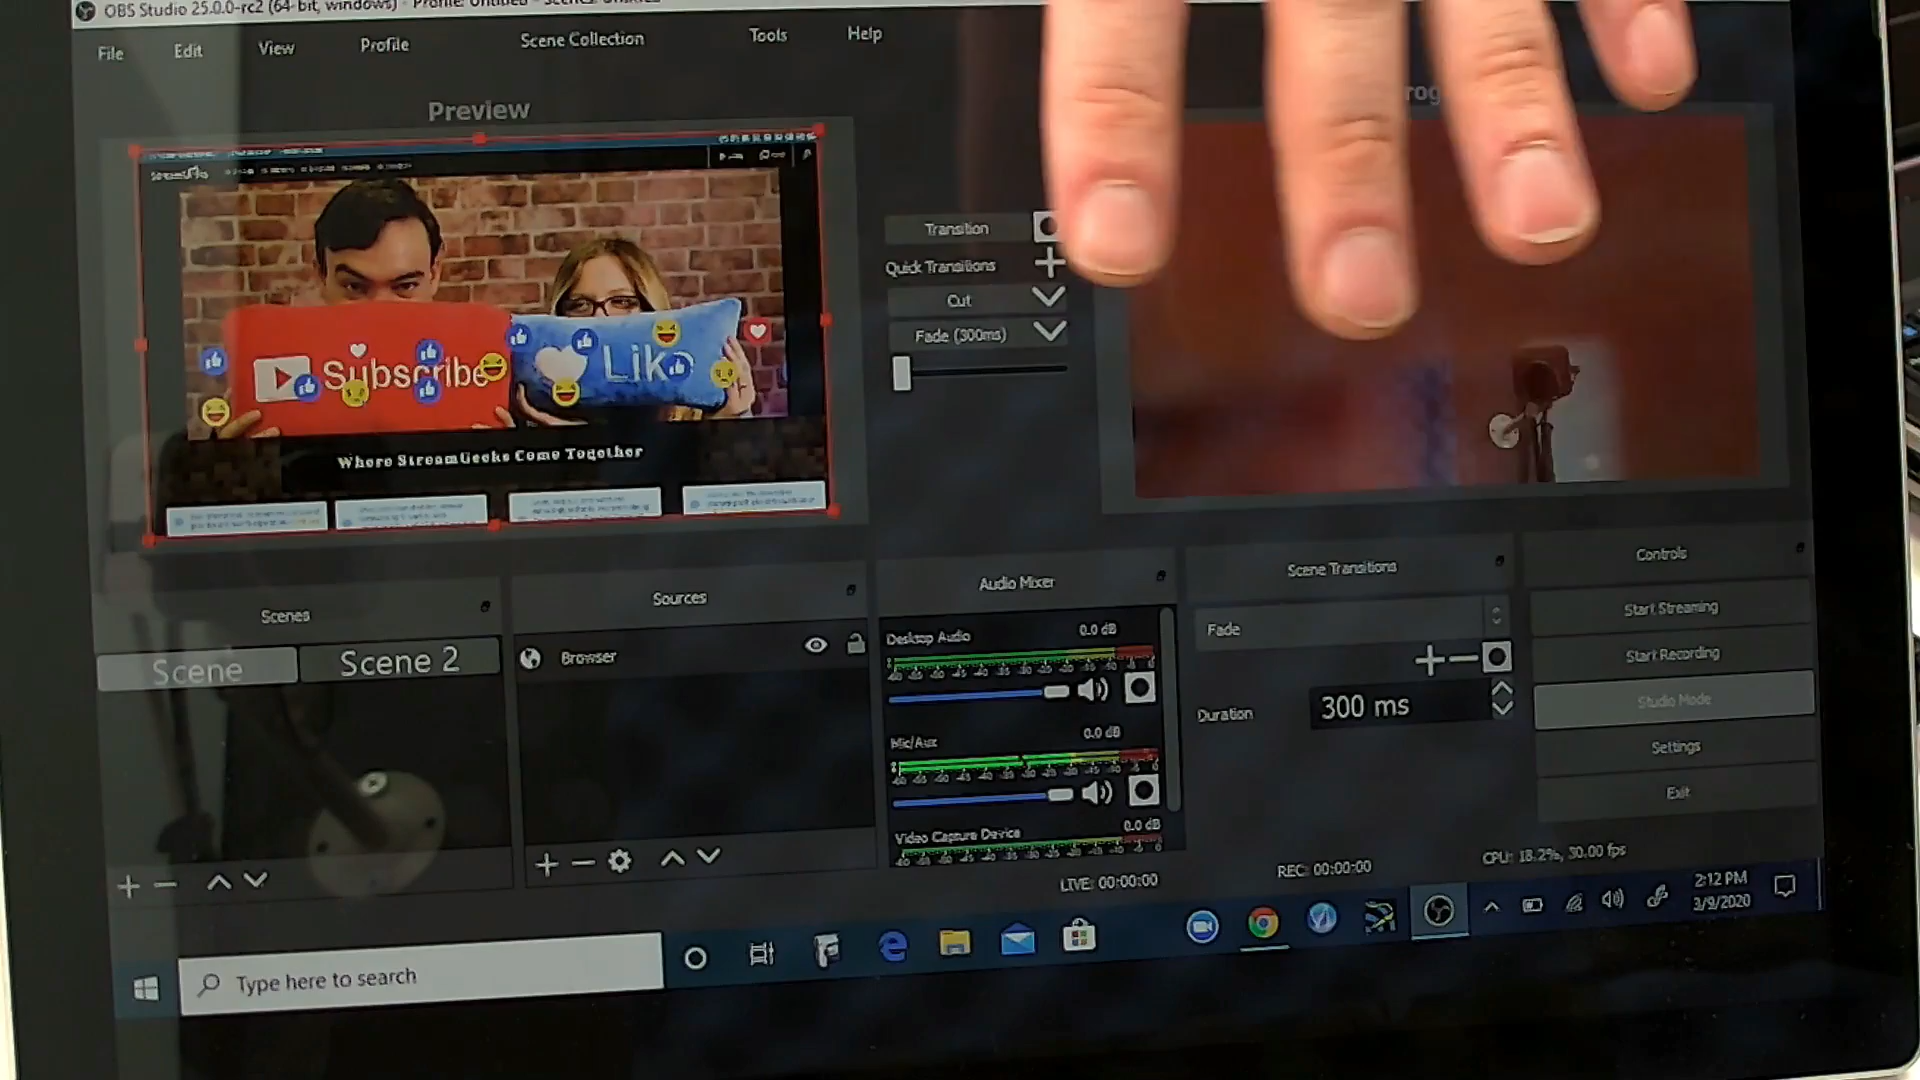 OBS Studio 25.0.0-rc2 (64-bit, windows) - Profile: Untitled - Scenes: Untitled
File Edit View Profile Scene Collection Tools Help
Preview
Subscribe
Like
Where StreamGeeks Come Together
Transition
Quick Transitions
Cut
Fade (300ms)
Scenes
Scene
Scene 2
Sources
Browser
Audio Mixer
Desktop Audio 0.0 dB
Mic/Aux 0.0 dB
Video Capture Device 0.0 dB
Scene Transitions
Fade
Duration 300 ms
Controls
Start Streaming
Start Recording
Studio Mode
Settings
Exit
LIVE: 00:00:00 REC: 00:00:00 CPU: 18.2%, 30.00 fps
Type here to search
2:12 PM
3/9/2020